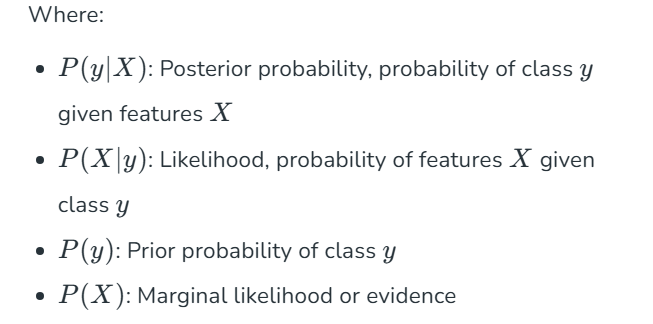 Where:
• P(y|X): Posterior probability, probability of class y
given features X
• P(X|y): Likelihood, probability of features X given
class y
• P(y): Prior probability of class y
• P(X): Marginal likelihood or evidence